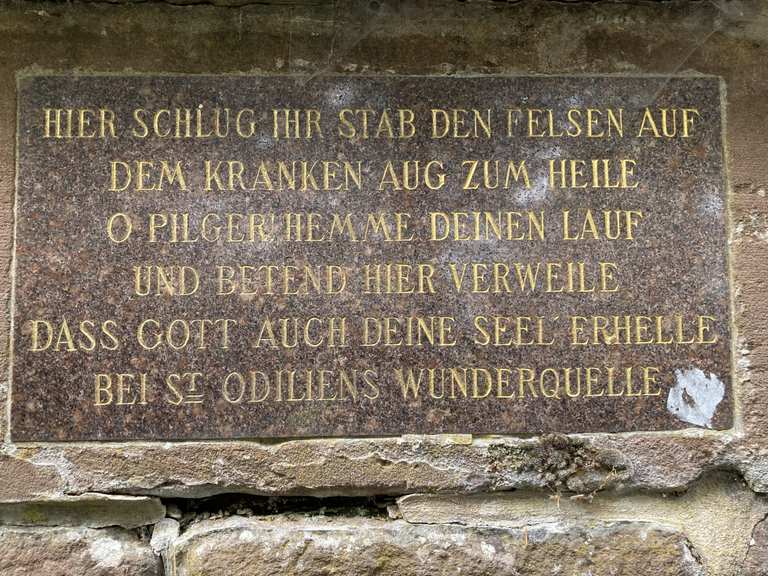 HIER SCHLUG IHR STAB DEN FELSEN AUF
DEM KRANKEN AUG ZUM HEILE
O PILGER! HEMME DEINEN LAUF
UND BETEND HIER VERWEILE
DASS GOTT AUCH DEINE SEEL' ERHELLE
BEI ST ODILIENS WUNDERQUELLE